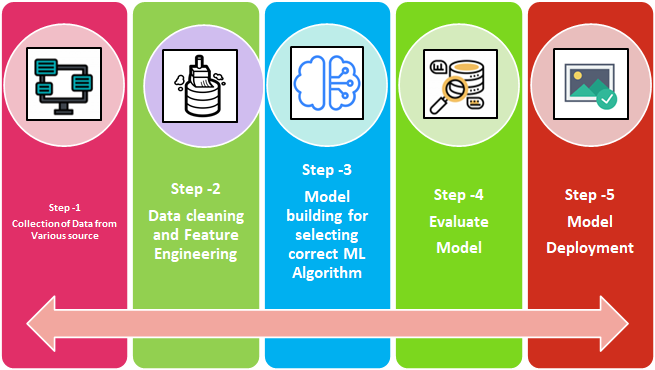 Step -1
Collection of Data from
Various source
Step -2
Data cleaning
and Feature
Engineering
Step -3
Model
building for
selecting
correct ML
Algorithm
Step -4
Evaluate
Model
Step -5
Model
Deployment